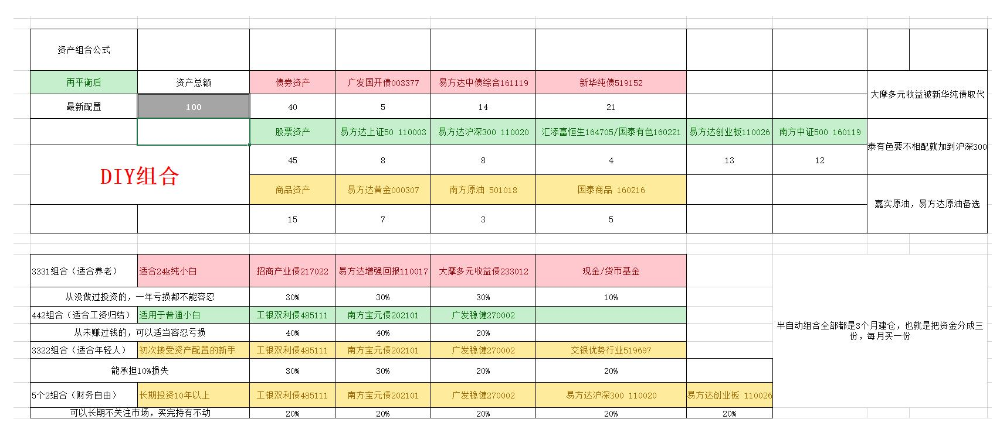 资产组合公式
再平衡后 资产总额 债券资产 广发国开债003377 易方达中债综合161119 新华纯债519152
大摩多元收益被新华纯债取代
最新配置 100 40 5 14 21
股票资产 易方达上证50 110003 易方达沪深300 110020 汇添富恒生164705/国泰有色160221 易方达创业板110026 南方中证500 160119
泰有色要不相配就加到沪深300
45 8 8 4 13 12
DIY组合
商品资产 易方达黄金000307 南方原油 501018 国泰商品 160216
嘉实原油，易方达原油备选
15 7 3 5
3331组合（适合养老） 适合24k纯小白 招商产业债217022 易方达增强回报110017 大摩多元收益债233012 现金/货币基金
从没做过投资的，一年亏损都不能容忍 30% 30% 30% 10%
442组合（适合工资归结） 适用于普通小白 工银双利债485111 南方宝元债202101 广发稳健270002
从未赚过钱的，可以适当容忍亏损 40% 40% 20%
半自动组合全部都是3个月建仓，也就是把资金分成三
份，每月买一份
3322组合（适合年轻人） 初次接受资产配置的新手 工银双利债485111 南方宝元债202101 广发稳健270002 交银优势行业519697
能承担10%损失 30% 30% 20% 20%
5个2组合（财务自由） 长期投资10年以上 工银双利债485111 南方宝元债202101 广发稳健270002 易方达沪深300 110020 易方达创业板 110026
可以长期不关注市场，买完持有不动 20% 20% 20% 20% 20%